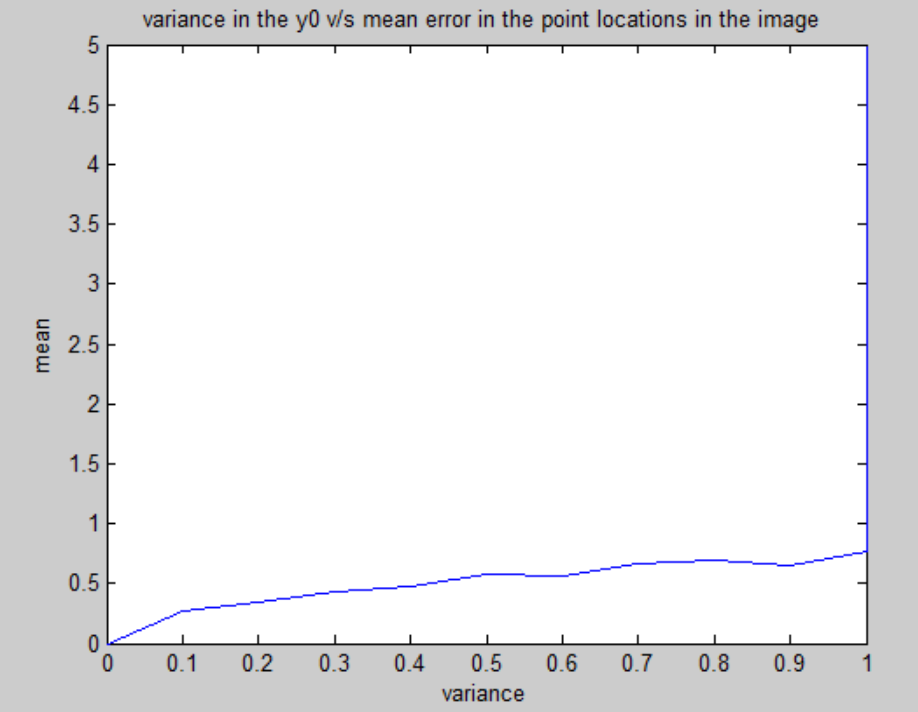 variance in the y0 v/s mean error in the point locations in the image
5
4.5
4
3.5
3
2.5
2
1.5
1
0.5
0
mean
0 0.1 0.2 0.3 0.4 0.5 0.6 0.7 0.8 0.9 1
variance